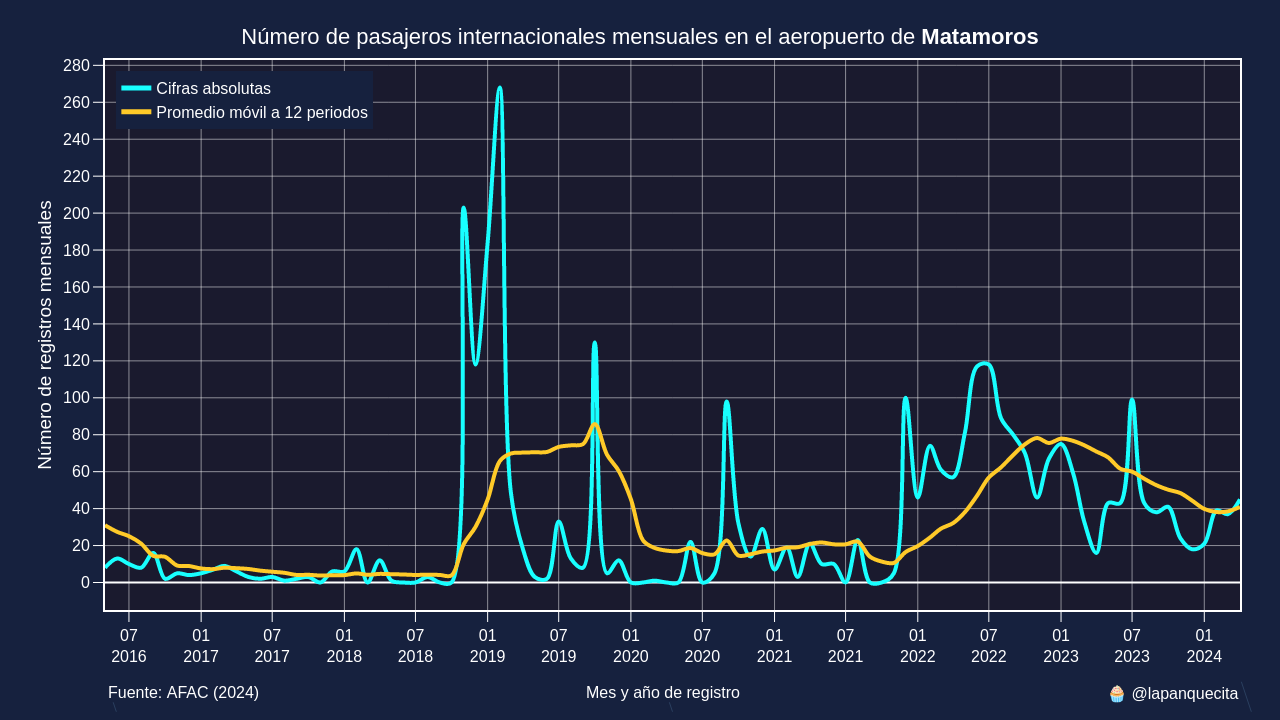 Número de pasajeros internacionales mensuales en el aeropuerto de Matamoros
Cifras absolutas
Promedio móvil a 12 periodos
Número de registros mensuales
280
260
240
220
200
180
160
140
120
100
80
60
40
20
0
07 01 07 01 07 01 07 01 07 01 07 01 07 01 07 01
2016 2017 2017 2018 2018 2019 2019 2020 2020 2021 2021 2022 2022 2023 2023 2024
Fuente: AFAC (2024) Mes y año de registro 🧁 @lapanquecita